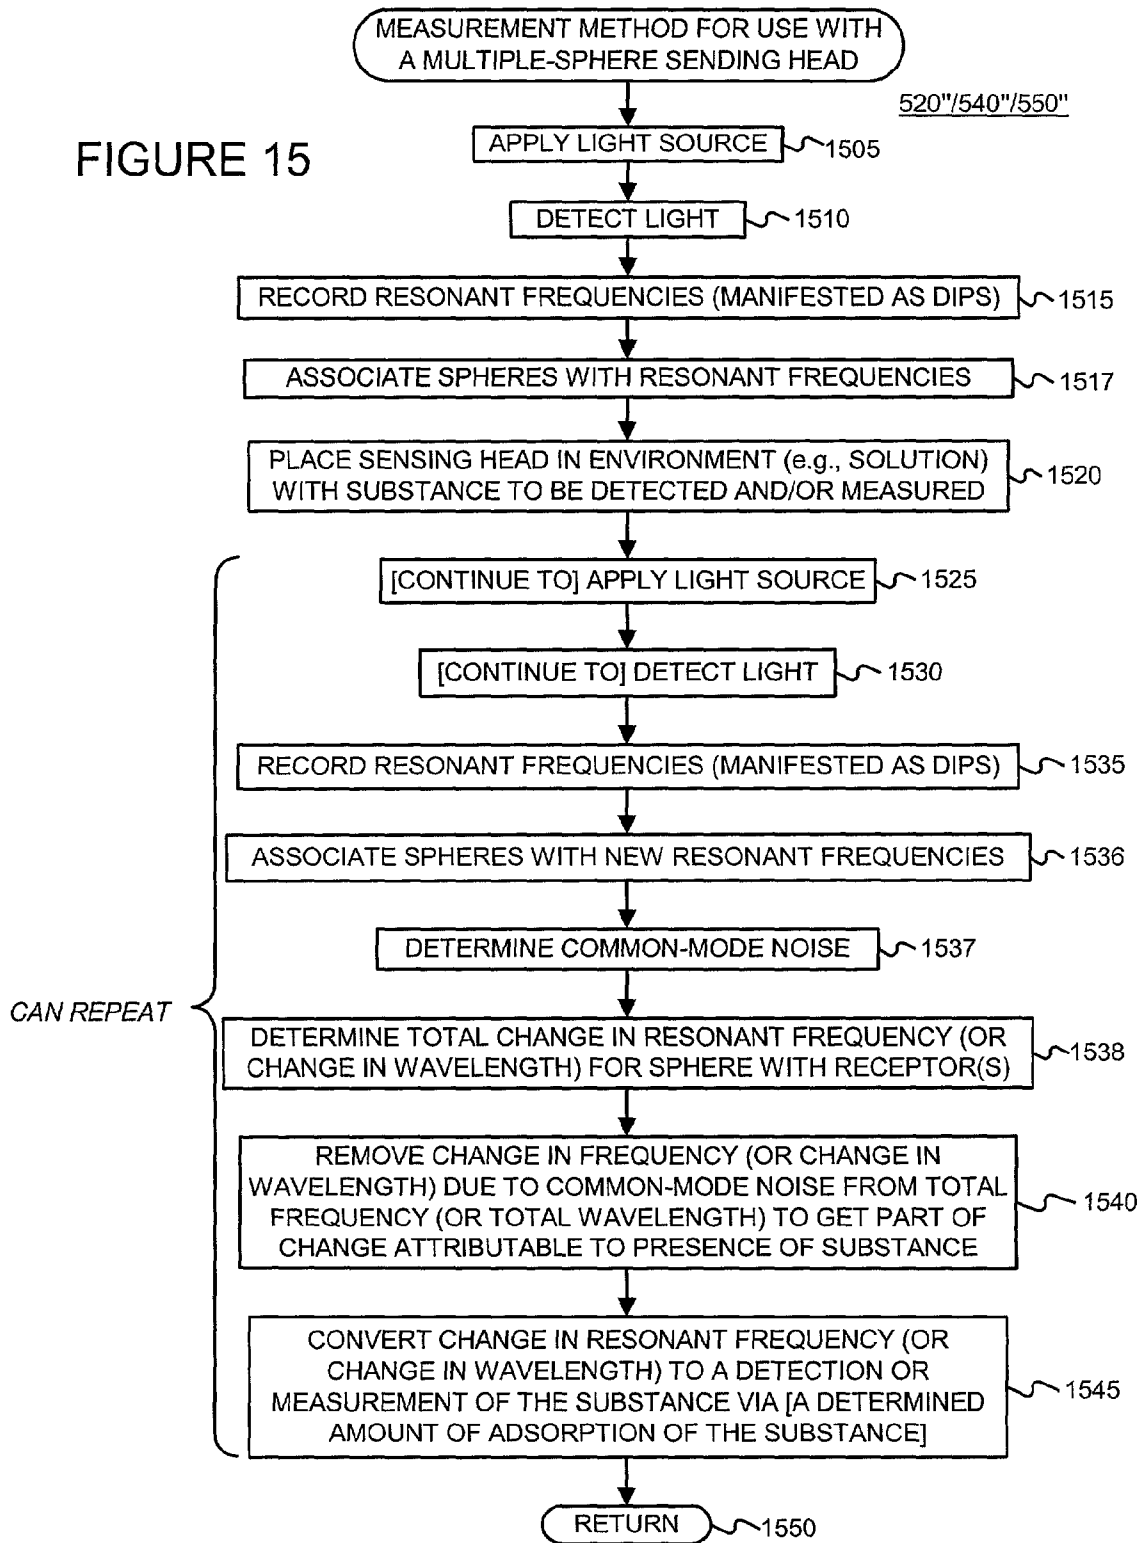 MEASUREMENT METHOD FOR USE WITH
A MULTIPLE-SPHERE SENDING HEAD
520"/540"/550"
FIGURE 15
APPLY LIGHT SOURCE
1505
DETECT LIGHT
1510
RECORD RESONANT FREQUENCIES (MANIFESTED AS DIPS)
1515
ASSOCIATE SPHERES WITH RESONANT FREQUENCIES
1517
PLACE SENSING HEAD IN ENVIRONMENT (e.g., SOLUTION)
WITH SUBSTANCE TO BE DETECTED AND/OR MEASURED
1520
[CONTINUE TO] APPLY LIGHT SOURCE
1525
[CONTINUE TO] DETECT LIGHT
1530
RECORD RESONANT FREQUENCIES (MANIFESTED AS DIPS)
1535
ASSOCIATE SPHERES WITH NEW RESONANT FREQUENCIES
1536
DETERMINE COMMON-MODE NOISE
1537
CAN REPEAT
DETERMINE TOTAL CHANGE IN RESONANT FREQUENCY (OR
CHANGE IN WAVELENGTH) FOR SPHERE WITH RECEPTOR(S)
1538
REMOVE CHANGE IN FREQUENCY (OR CHANGE IN
WAVELENGTH) DUE TO COMMON-MODE NOISE FROM TOTAL
FREQUENCY (OR TOTAL WAVELENGTH) TO GET PART OF
CHANGE ATTRIBUTABLE TO PRESENCE OF SUBSTANCE
1540
CONVERT CHANGE IN RESONANT FREQUENCY (OR
CHANGE IN WAVELENGTH) TO A DETECTION OR
MEASUREMENT OF THE SUBSTANCE VIA [A DETERMINED
AMOUNT OF ADSORPTION OF THE SUBSTANCE]
1545
RETURN
1550